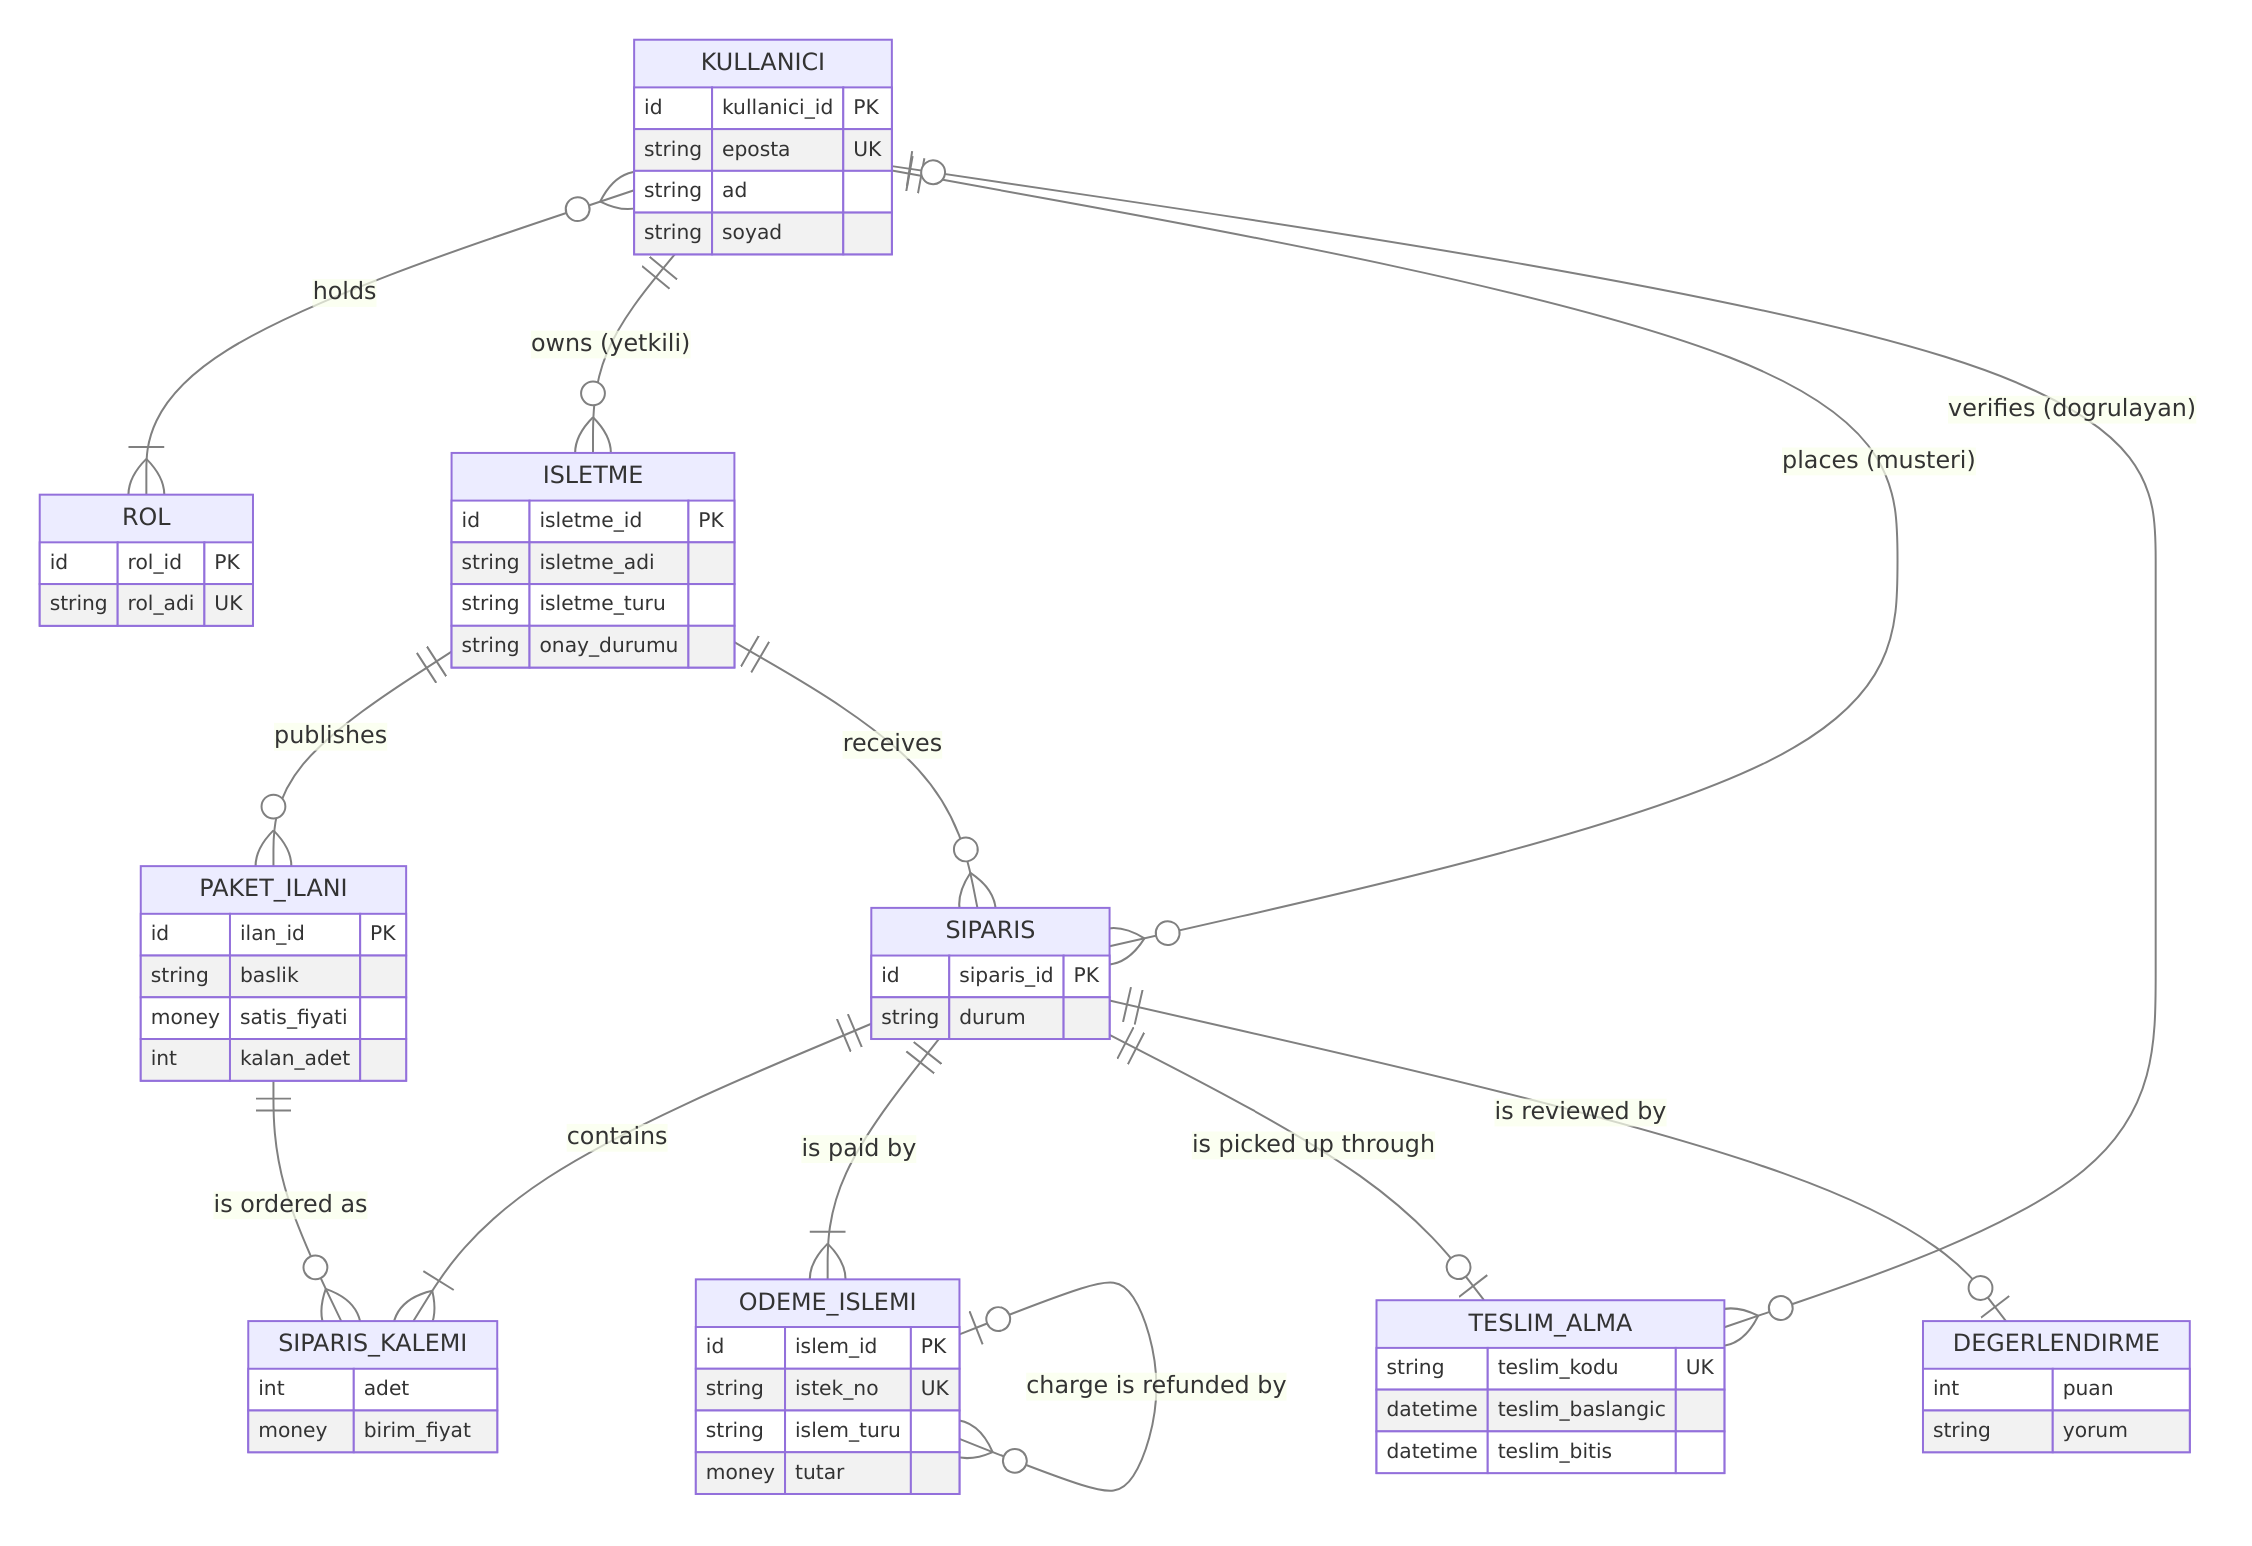 KULLANICI
id kullanici_id PK
string eposta UK
string ad
string soyad
holds
owns (yetkili)
verifies (dogrulayan)
places (musteri)
ISLETME
id isletme_id PK
string isletme_adi
string isletme_turu
string onay_durumu
ROL
id rol_id PK
string rol_adi UK
publishes
receives
PAKET_ILANI
id ilan_id PK
string baslik
money satis_fiyati
int kalan_adet
SIPARIS
id siparis_id PK
string durum
is reviewed by
contains
is paid by
is picked up through
is ordered as
ODEME_ISLEMI
id islem_id PK
string istek_no UK
string islem_turu
money tutar
charge is refunded by
TESLIM_ALMA
string teslim_kodu UK
datetime teslim_baslangic
datetime teslim_bitis
SIPARIS_KALEMI
int adet
money birim_fiyat
DEGERLENDIRME
int puan
string yorum